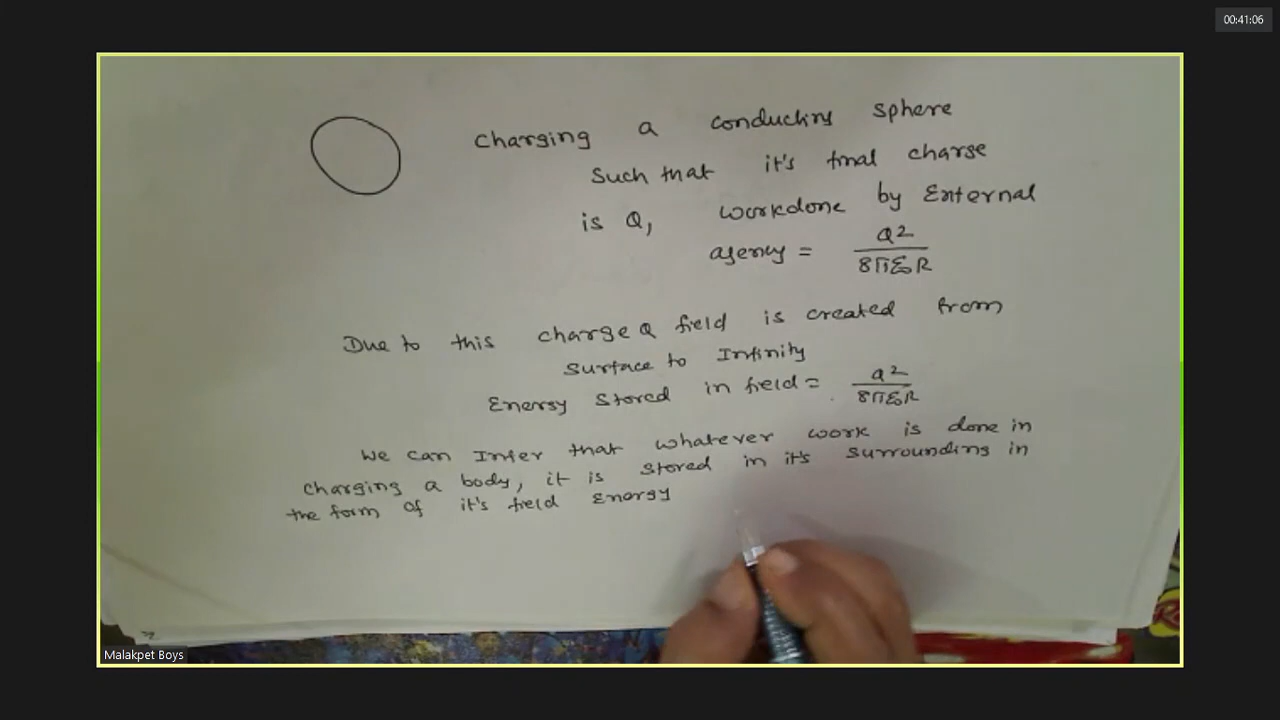 00:41:06
Charging a conducting sphere
such that it's final charge
is Q, workdone by External
agency = Q2/8πε0R
Due to this charge Q field is created from
surface to Infinity
Energy stored in field = Q2/8πε0R
We can Infer that whatever work is done in
charging a body, it is stored in it's surrounding in
the form of it's field Energy
Malakpet Boys